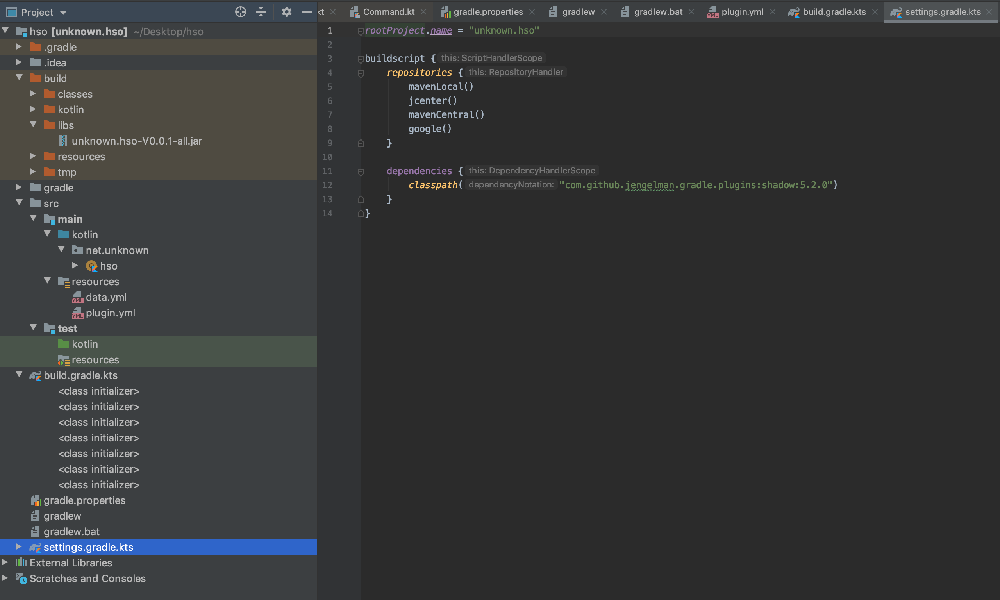 Project
hso [unknown.hso] ~/Desktop/hso
.gradle
.idea
build
classes
kotlin
libs
unknown.hso-V0.0.1-all.jar
resources
tmp
gradle
src
main
kotlin
net.unknown
hso
resources
data.yml
plugin.yml
test
kotlin
resources
build.gradle.kts
<class initializer>
<class initializer>
<class initializer>
<class initializer>
<class initializer>
<class initializer>
<class initializer>
gradle.properties
gradlew
gradlew.bat
settings.gradle.kts
External Libraries
Scratches and Consoles
kt Command.kt gradle.properties gradlew gradlew.bat plugin.yml build.gradle.kts settings.gradle.kts
1 rootProject.name = "unknown.hso"
2
3 buildscript { this: ScriptHandlerScope
4 repositories { this: RepositoryHandler
5 mavenLocal()
6 jcenter()
7 mavenCentral()
8 google()
9 }
10
11 dependencies { this: DependencyHandlerScope
12 classpath( dependencyNotation: "com.github.jengelman.gradle.plugins:shadow:5.2.0")
13 }
14 }